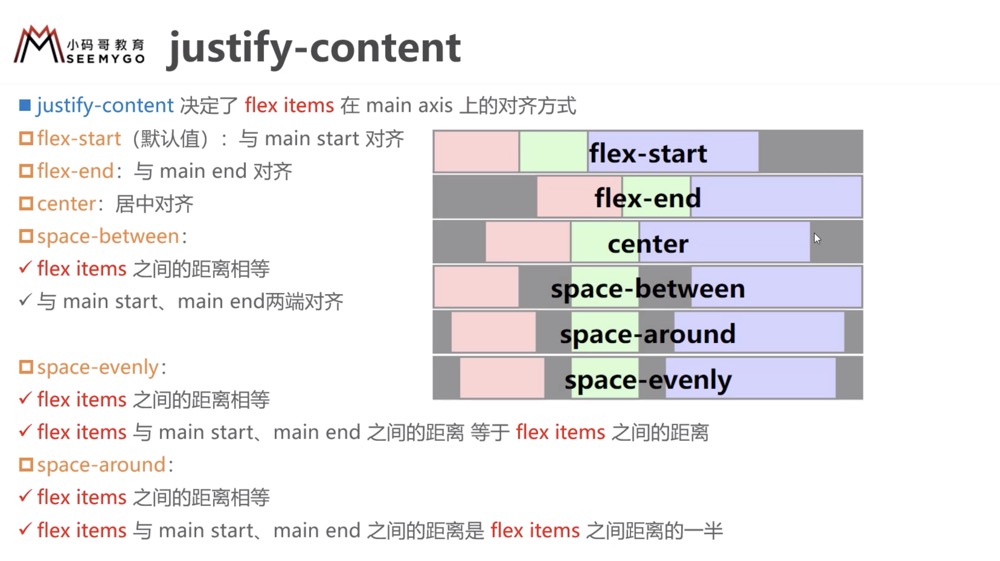 小码哥教育
SEEMYGO
justify-content
justify-content 决定了 flex items 在 main axis 上的对齐方式
flex-start（默认值）：与 main start 对齐
flex-end：与 main end 对齐
center：居中对齐
space-between：
flex items 之间的距离相等
与 main start、main end两端对齐
space-evenly：
flex items 之间的距离相等
flex items 与 main start、main end 之间的距离 等于 flex items 之间的距离
space-around：
flex items 之间的距离相等
flex items 与 main start、main end 之间的距离是 flex items 之间距离的一半
flex-start
flex-end
center
space-between
space-around
space-evenly